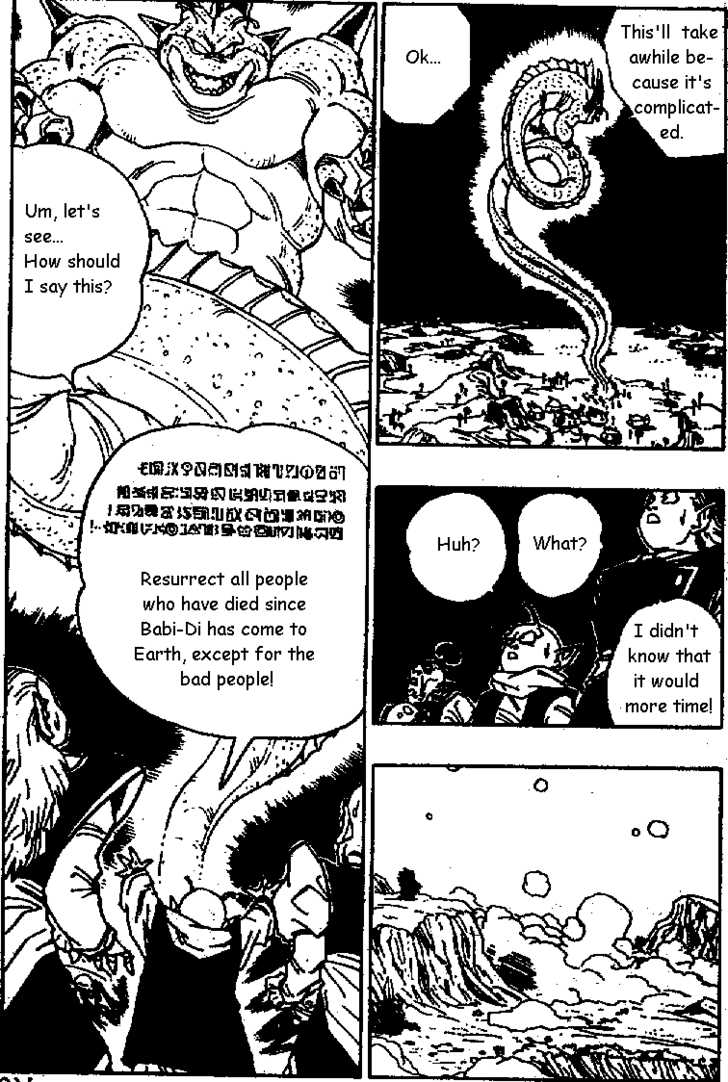 Um, let's
see...
How should
I say this?
Resurrect all people
who have died since
Babi-Di has come to
Earth, except for the
bad people!
Ok...
This'll take
awhile be-
cause it's
complicat-
ed.
Huh?
What?
I didn't
know that
it would
more time!